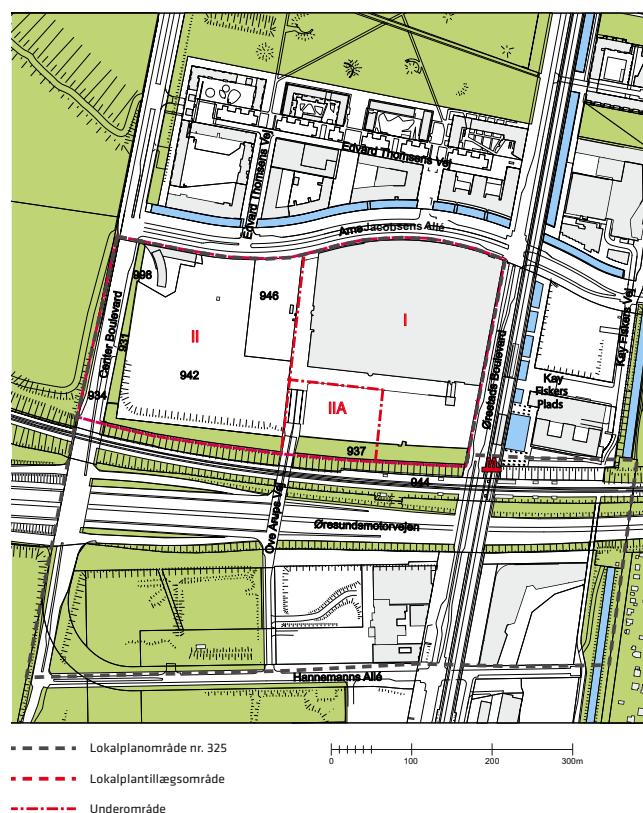 Edvard Thomsens Vej
Edvard Thomsens Vej
Arne Jacobsens Allé
998
946
I
II
931
Center Boulevard
942
934
IIA
937
944
Ørestads Boulevard
Kay
Fiskers
Plads
Kay Fiskers Vej
M
Ove Arups Vej
Øresundsmotorvejen
Hannemanns Allé
Lokalplanområde nr. 325
0 100 200 300m
Lokalplantillægsområde
Underområde